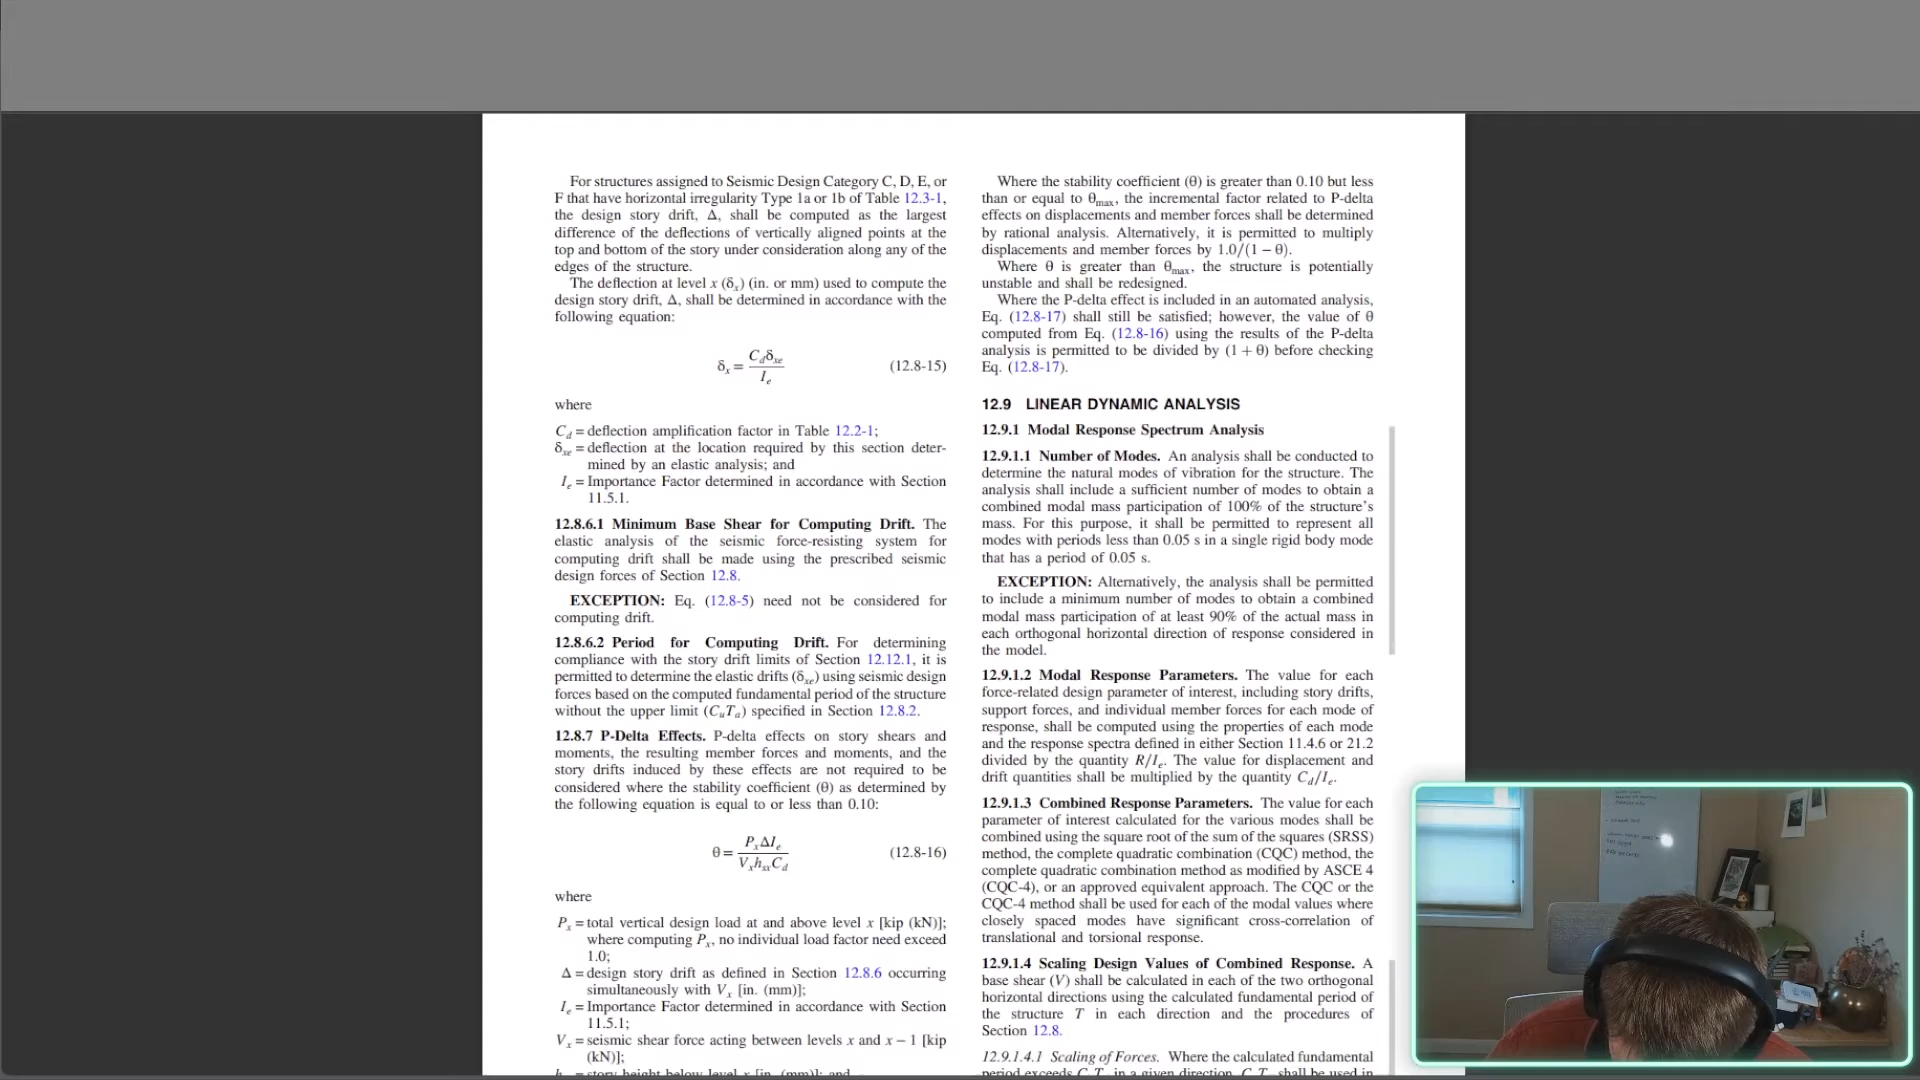 For structures assigned to Seismic Design Category C, D, E, or
F that have horizontal irregularity Type 1a or 1b of Table 12.3-1,
the design story drift, Δ, shall be computed as the largest
difference of the deflections of vertically aligned points at the
top and bottom of the story under consideration along any of the
edges of the structure.
The deflection at level x (δx) (in. or mm) used to compute the
design story drift, Δ, shall be determined in accordance with the
following equation:
δx = Cdδxe / Ie (12.8-15)
where
Cd = deflection amplification factor in Table 12.2-1;
δxe = deflection at the location required by this section deter-
mined by an elastic analysis; and
Ie = Importance Factor determined in accordance with Section
11.5.1.
12.8.6.1 Minimum Base Shear for Computing Drift. The
elastic analysis of the seismic force-resisting system for
computing drift shall be made using the prescribed seismic
design forces of Section 12.8.
EXCEPTION: Eq. (12.8-5) need not be considered for
computing drift.
12.8.6.2 Period for Computing Drift. For determining
compliance with the story drift limits of Section 12.12.1, it is
permitted to determine the elastic drifts (δxe) using seismic design
forces based on the computed fundamental period of the structure
without the upper limit (CuTa) specified in Section 12.8.2.
12.8.7 P-Delta Effects. P-delta effects on story shears and
moments, the resulting member forces and moments, and the
story drifts induced by these effects are not required to be
considered where the stability coefficient (θ) as determined by
the following equation is equal to or less than 0.10:
θ = PxΔIe / VxhsxCd (12.8-16)
where
Px = total vertical design load at and above level x [kip (kN)];
where computing Px, no individual load factor need exceed
1.0;
Δ = design story drift as defined in Section 12.8.6 occurring
simultaneously with Vx [in. (mm)];
Ie = Importance Factor determined in accordance with Section
11.5.1;
Vx = seismic shear force acting between levels x and x − 1 [kip
(kN)];
= story height below level x [in. (mm)]; and
Where the stability coefficient (θ) is greater than 0.10 but less
than or equal to θmax, the incremental factor related to P-delta
effects on displacements and member forces shall be determined
by rational analysis. Alternatively, it is permitted to multiply
displacements and member forces by 1.0/(1 − θ).
Where θ is greater than θmax, the structure is potentially
unstable and shall be redesigned.
Where the P-delta effect is included in an automated analysis,
Eq. (12.8-17) shall still be satisfied; however, the value of θ
computed from Eq. (12.8-16) using the results of the P-delta
analysis is permitted to be divided by (1 + θ) before checking
Eq. (12.8-17).
12.9 LINEAR DYNAMIC ANALYSIS
12.9.1 Modal Response Spectrum Analysis
12.9.1.1 Number of Modes. An analysis shall be conducted to
determine the natural modes of vibration for the structure. The
analysis shall include a sufficient number of modes to obtain a
combined modal mass participation of 100% of the structure's
mass. For this purpose, it shall be permitted to represent all
modes with periods less than 0.05 s in a single rigid body mode
that has a period of 0.05 s.
EXCEPTION: Alternatively, the analysis shall be permitted
to include a minimum number of modes to obtain a combined
modal mass participation of at least 90% of the actual mass in
each orthogonal horizontal direction of response considered in
the model.
12.9.1.2 Modal Response Parameters. The value for each
force-related design parameter of interest, including story drifts,
support forces, and individual member forces for each mode of
response, shall be computed using the properties of each mode
and the response spectra defined in either Section 11.4.6 or 21.2
divided by the quantity R/Ie. The value for displacement and
drift quantities shall be multiplied by the quantity Cd/Ie.
12.9.1.3 Combined Response Parameters. The value for each
parameter of interest calculated for the various modes shall be
combined using the square root of the sum of the squares (SRSS)
method, the complete quadratic combination (CQC) method, the
complete quadratic combination method as modified by ASCE 4
(CQC-4), or an approved equivalent approach. The CQC or the
CQC-4 method shall be used for each of the modal values where
closely spaced modes have significant cross-correlation of
translational and torsional response.
12.9.1.4 Scaling Design Values of Combined Response. A
base shear (V) shall be calculated in each of the two orthogonal
horizontal directions using the calculated fundamental period of
the structure T in each direction and the procedures of
Section 12.8.
12.9.1.4.1 Scaling of Forces. Where the calculated fundamental
period exceeds CuTa in a given direction, CuTa shall be used in